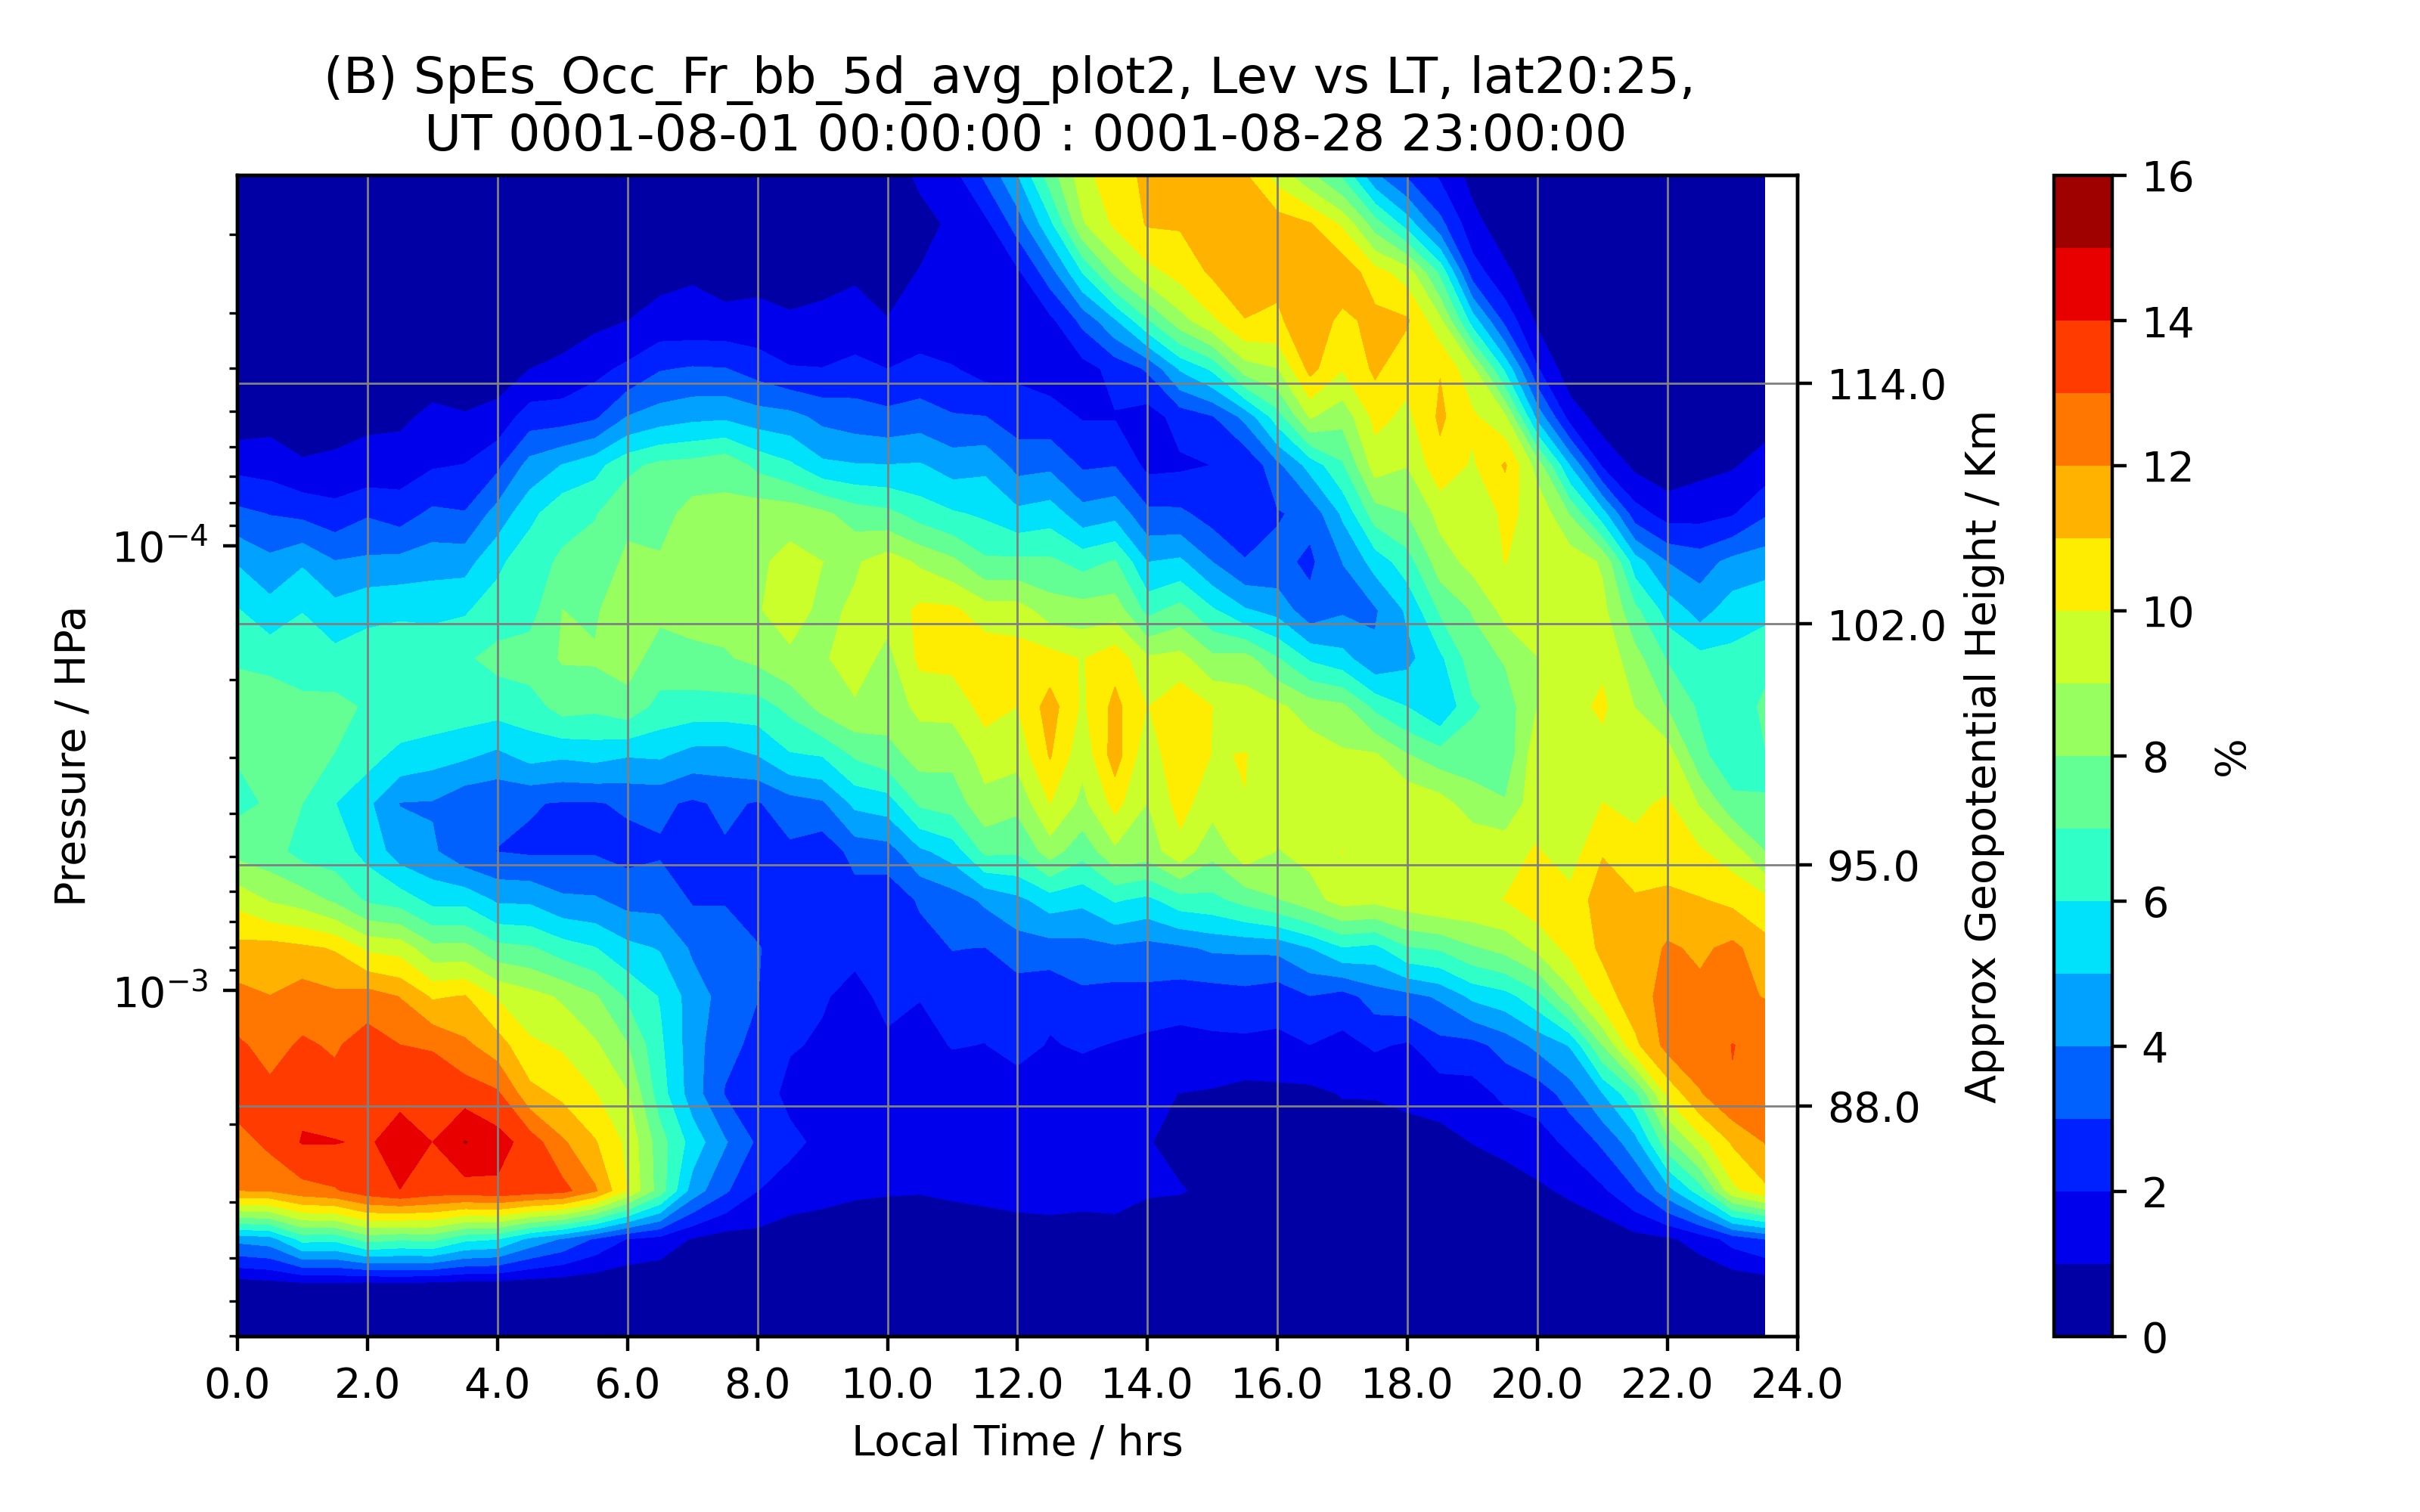 (B) SpEs_Occ_Fr_bb_5d_avg_plot2, Lev vs LT, lat20:25,
UT 0001-08-01 00:00:00 : 0001-08-28 23:00:00
Pressure / HPa
10⁻⁴
10⁻³
0.0 2.0 4.0 6.0 8.0 10.0 12.0 14.0 16.0 18.0 20.0 22.0 24.0
Local Time / hrs
114.0
102.0
95.0
88.0
Approx Geopotential Height / Km
16
14
12
10
8
6
4
2
0
%